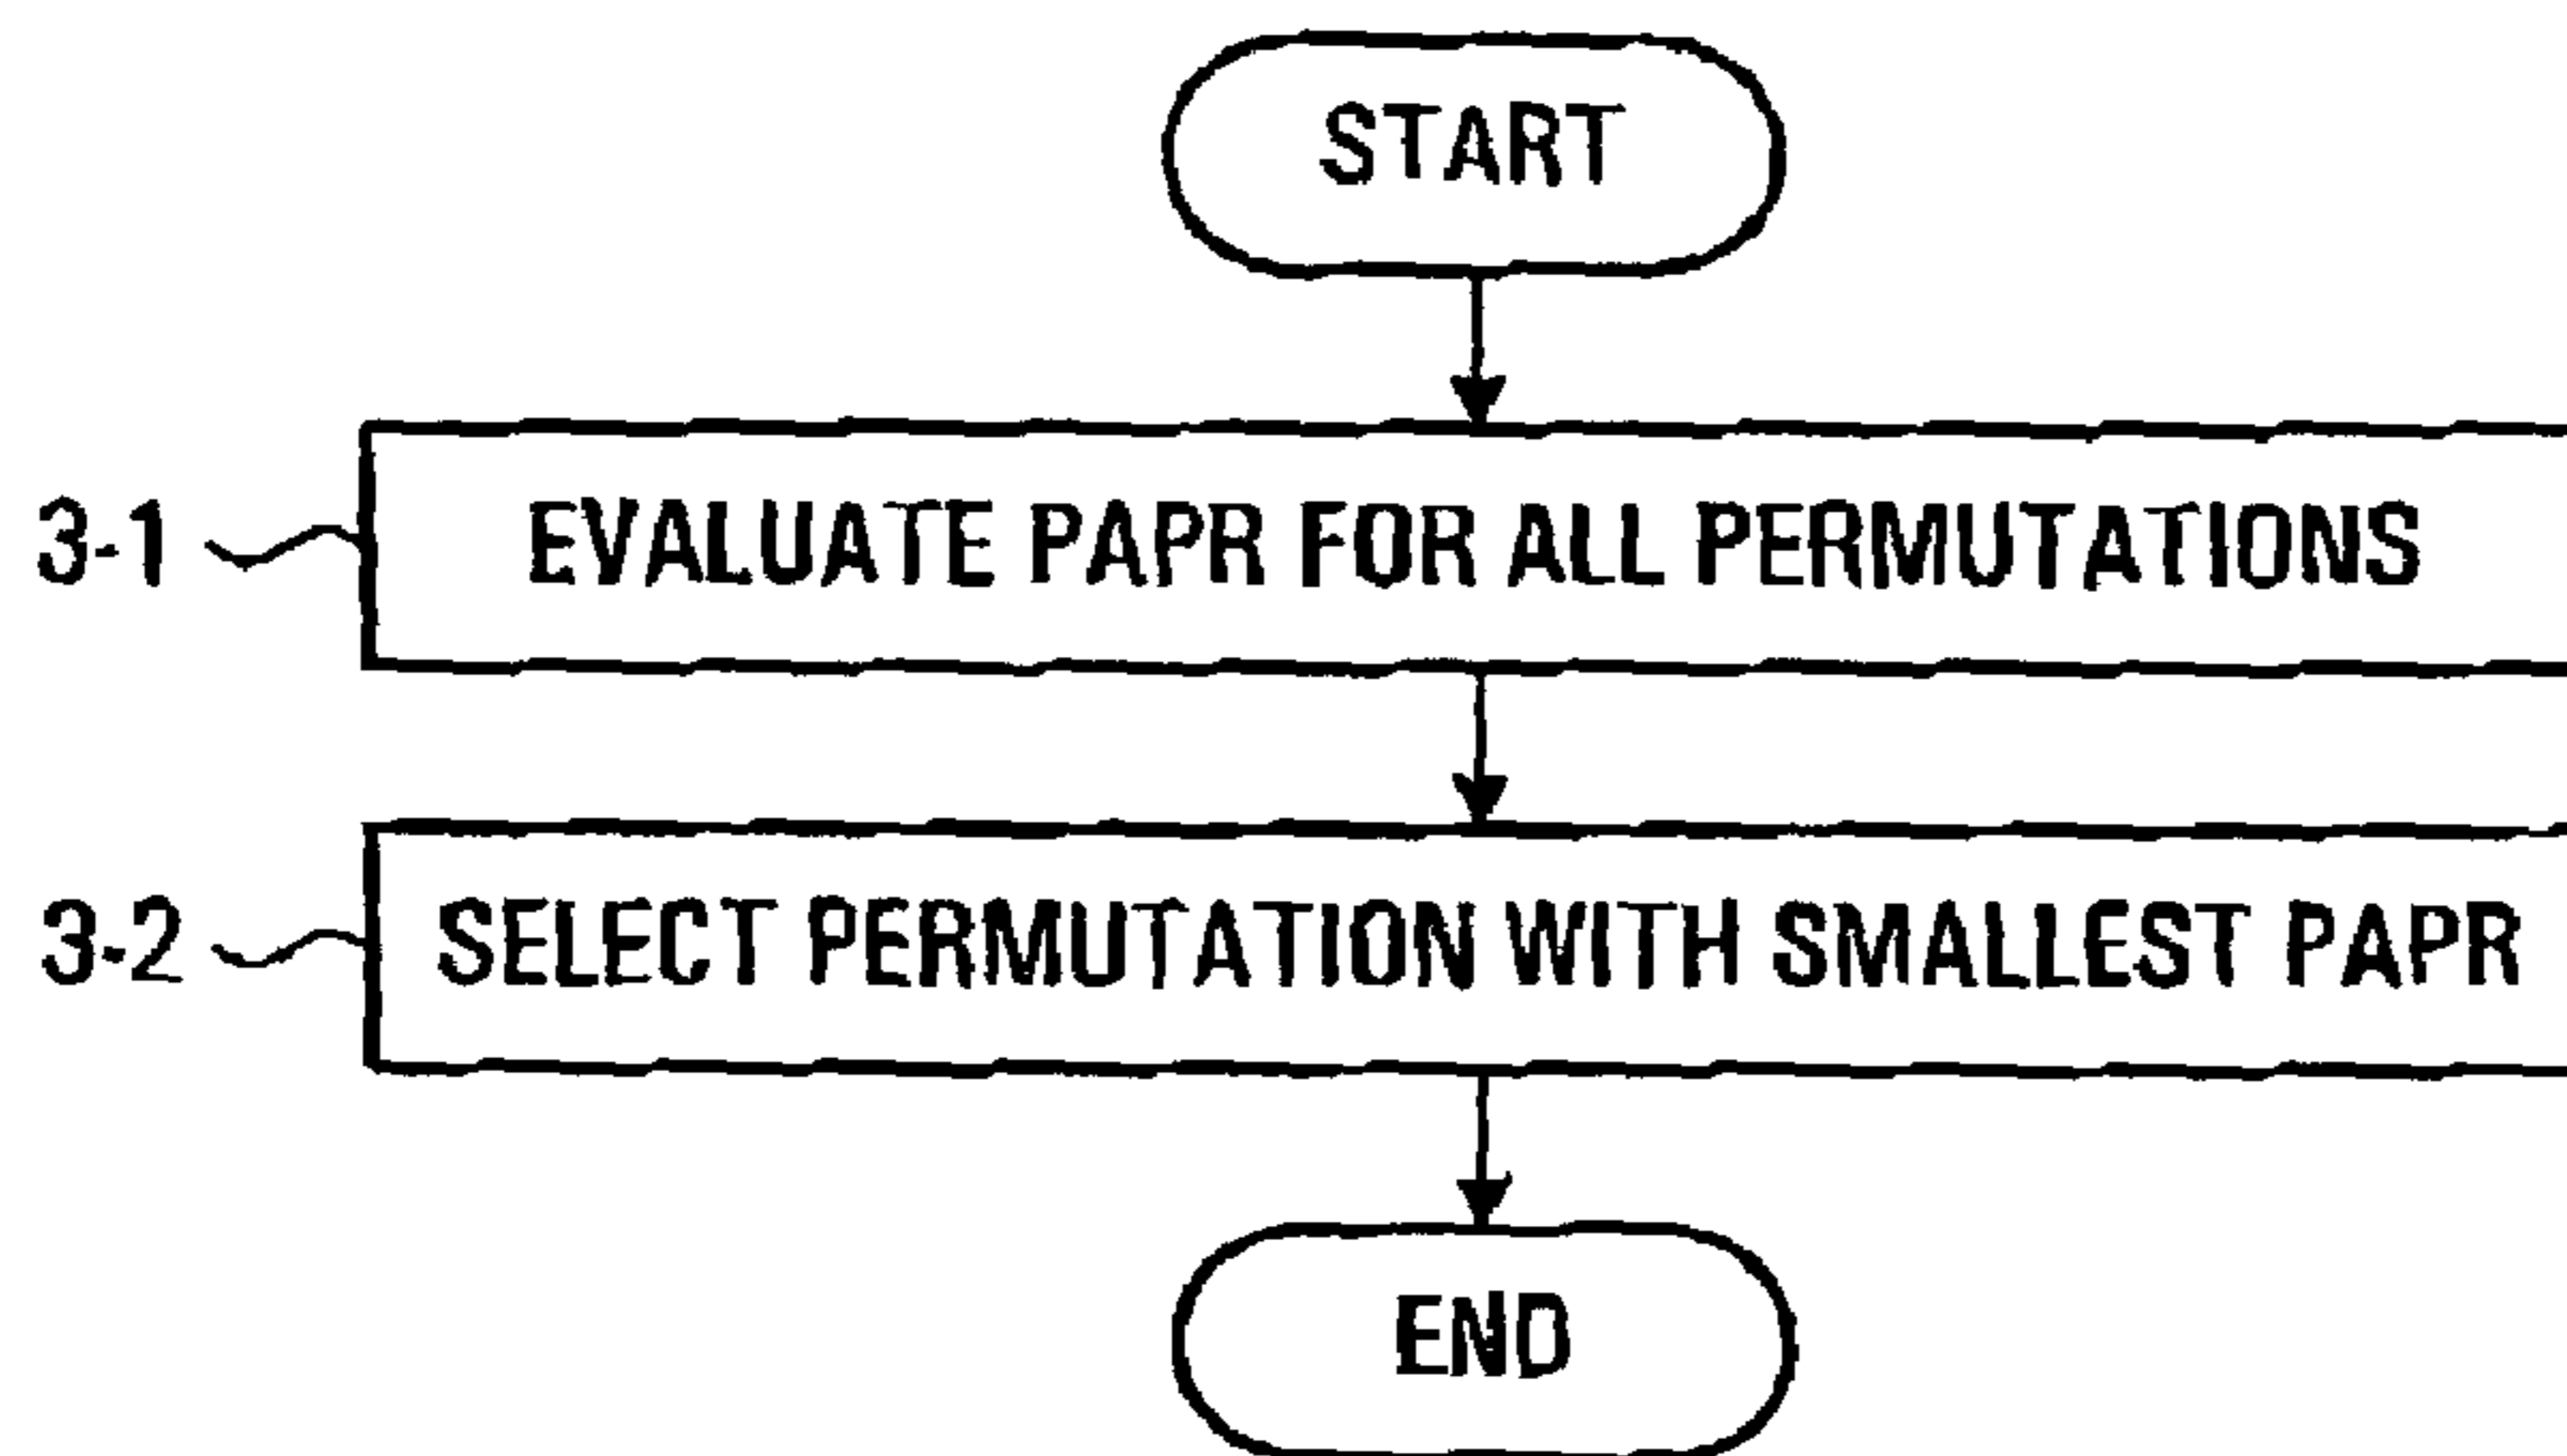 START
3-1 EVALUATE PAPR FOR ALL PERMUTATIONS
3-2 SELECT PERMUTATION WITH SMALLEST PAPR
END